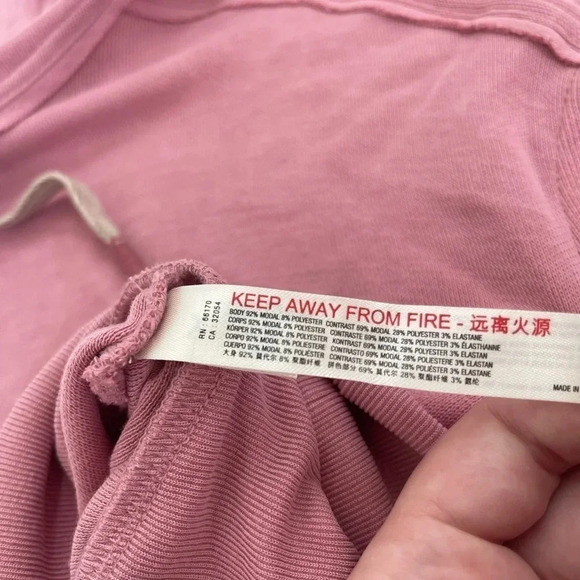 RN : 66170
CA : 32054
KEEP AWAY FROM FIRE - 远离火源
BODY 92% MODAL 8% POLYESTER CONTRAST 69% MODAL 28% POLYESTER 3% ELASTANE
CORPS 92% MODAL 8% POLYESTER CONTRASTE 69% MODAL 28% POLYESTER 3% ÉLASTHANNE
KÖRPER 92% MODAL 8% POLYESTER KONTRAST 69% MODAL 28% POLYESTER 3% ELASTAN
CORPO 92% MODAL 8% POLIESTERE CONTRASTO 69% MODAL 28% POLIESTERE 3% ELASTAN
CUERPO 92% MODAL 8% POLIÉSTER CONTRASTE 69% MODAL 28% POLIÉSTER 3% ELASTANE
大身 92% 莫代尔 8% 聚酯纤维 拼色部分 69% 莫代尔 28% 聚酯纤维 3% 氨纶
MADE IN